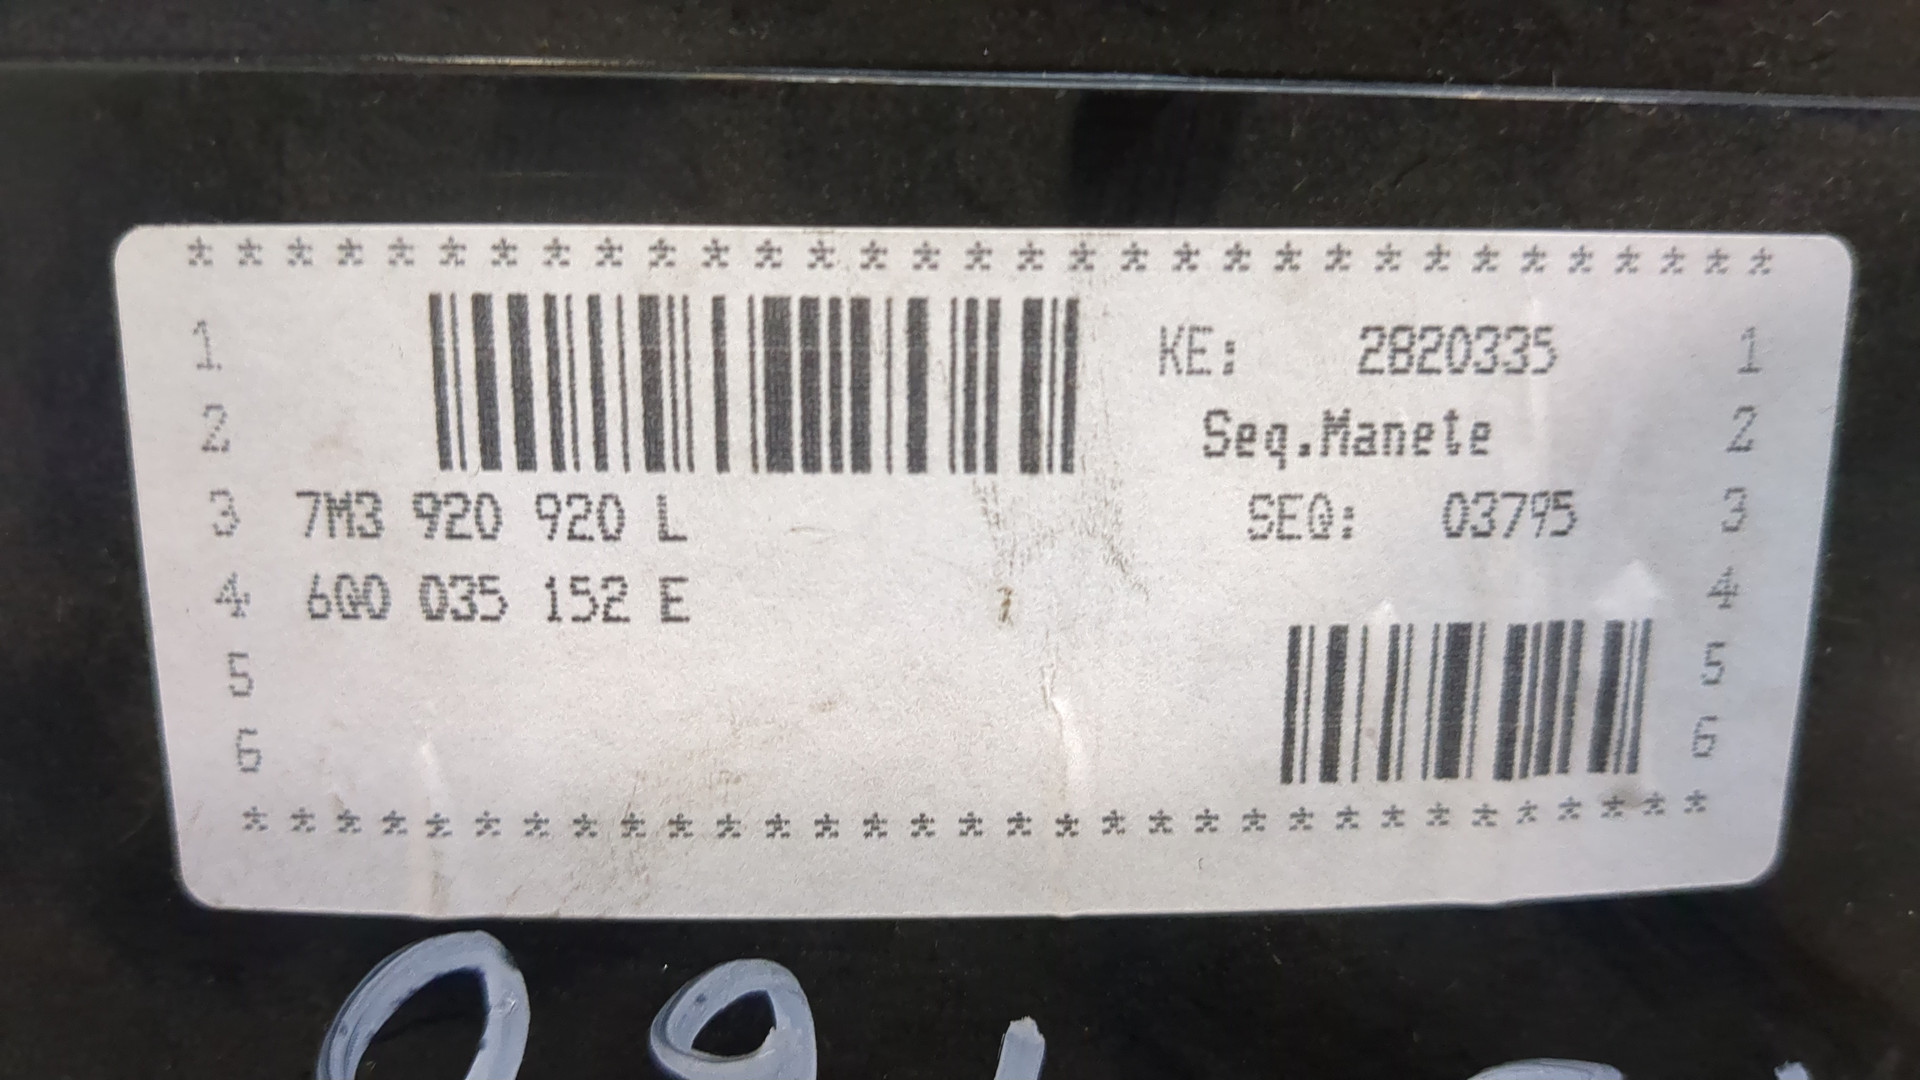 * * * * * * * * * * * * * * * * * * * * * * * * * * * * * * * *
1 KE: 2820335 1
2 Seq.Manete 2
3 7M3 920 920 L SEQ: 03795 3
4 6Q0 035 152 E 4
5 5
6 6
* * * * * * * * * * * * * * * * * * * * * * * * * * * * * * * *